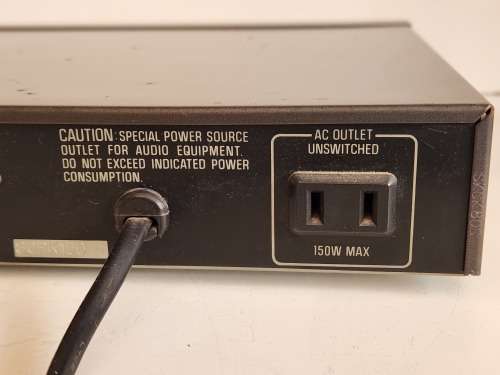 CAUTION: SPECIAL POWER SOURCE
OUTLET FOR AUDIO EQUIPMENT.
DO NOT EXCEED INDICATED POWER
CONSUMPTION.
AC OUTLET
UNSWITCHED
150W MAX